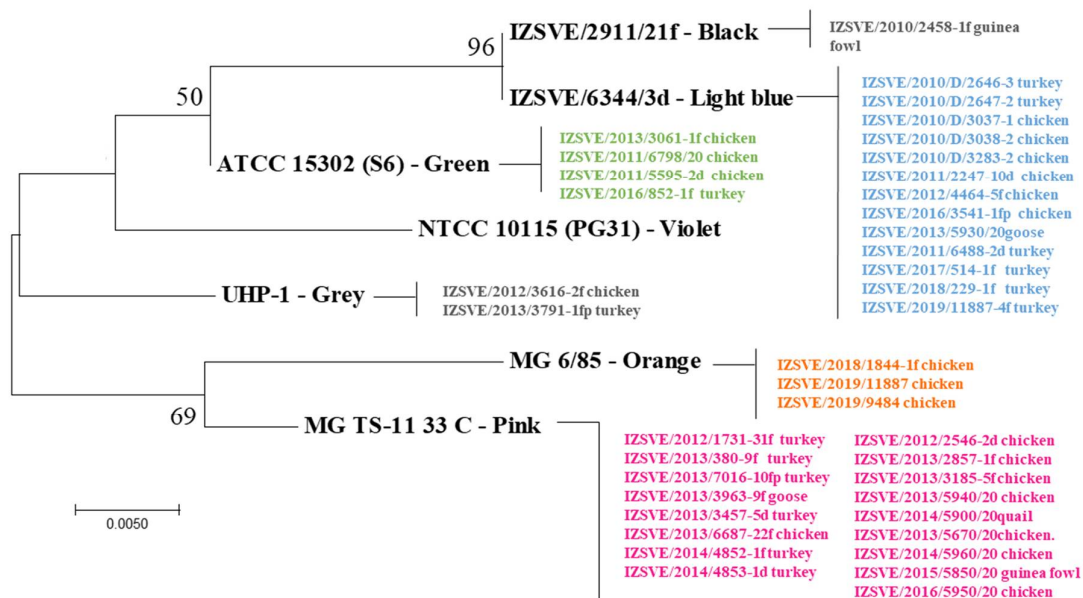 IZSVE/2911/21f - Black
IZSVE/2010/2458-1f guinea
fowl
96
IZSVE/6344/3d - Light blue
IZSVE/2010/D/2646-3 turkey
IZSVE/2010/D/2647-2 turkey
IZSVE/2010/D/3037-1 chicken
IZSVE/2010/D/3038-2 chicken
IZSVE/2010/D/3283-2 chicken
IZSVE/2011/2247-10d chicken
IZSVE/2012/4464-5f chicken
IZSVE/2016/3541-1fp chicken
IZSVE/2013/5930/20goose
IZSVE/2011/6488-2d turkey
IZSVE/2017/514-1f turkey
IZSVE/2018/229-1f turkey
IZSVE/2019/11887-4f turkey
50
ATCC 15302 (S6) - Green
IZSVE/2013/3061-1f chicken
IZSVE/2011/6798/20 chicken
IZSVE/2011/5595-2d chicken
IZSVE/2016/852-1f turkey
NTCC 10115 (PG31) - Violet
UHP-1 - Grey
IZSVE/2012/3616-2f chicken
IZSVE/2013/3791-1fp turkey
MG 6/85 - Orange
IZSVE/2018/1844-1f chicken
IZSVE/2019/11887 chicken
IZSVE/2019/9484 chicken
69
MG TS-11 33 C - Pink
IZSVE/2012/1731-31f turkey
IZSVE/2013/380-9f turkey
IZSVE/2013/7016-10fp turkey
IZSVE/2013/3963-9f goose
IZSVE/2013/3457-5d turkey
IZSVE/2013/6687-22f chicken
IZSVE/2014/4852-1f turkey
IZSVE/2014/4853-1d turkey
IZSVE/2012/2546-2d chicken
IZSVE/2013/2857-1f chicken
IZSVE/2013/3185-5f chicken
IZSVE/2013/5940/20 chicken
IZSVE/2014/5900/20quail
IZSVE/2013/5670/20chicken.
IZSVE/2014/5960/20 chicken
IZSVE/2015/5850/20 guinea fowl
IZSVE/2016/5950/20 chicken
0.0050